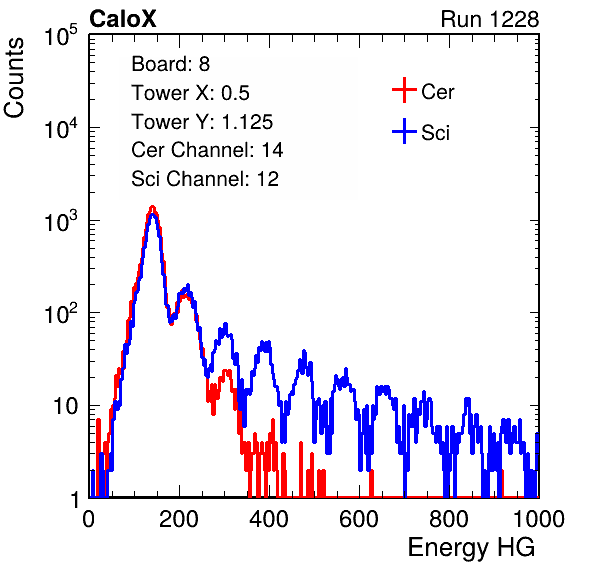 CaloX Run 1228
Counts
10^5
10^4
10^3
10^2
10
1
Board: 8
Tower X: 0.5
Tower Y: 1.125
Cer Channel: 14
Sci Channel: 12
Cer
Sci
0 200 400 600 800 1000
Energy HG